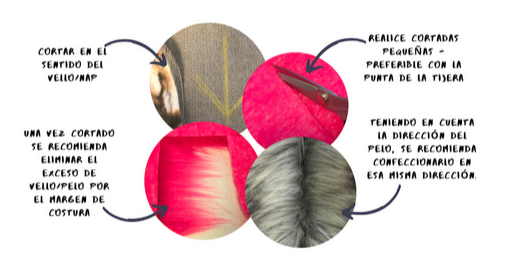 CORTAR EN EL
SENTIDO DEL
VELLO/NAP
REALICE CORTADAS
PEQUEÑAS -
PREFERIBLE CON LA
PUNTA DE LA TIJERA
UNA VEZ CORTADO
SE RECOMIENDA
ELIMINAR EL
EXCESO DE
VELLO/PELO POR
EL MARGEN DE
COSTURA
TENIENDO EN CUENTA
LA DIRECCIÓN DEL
PELO, SE RECOMIENDA
CONFECCIONARLO EN
ESA MISMA DIRECCIÓN.